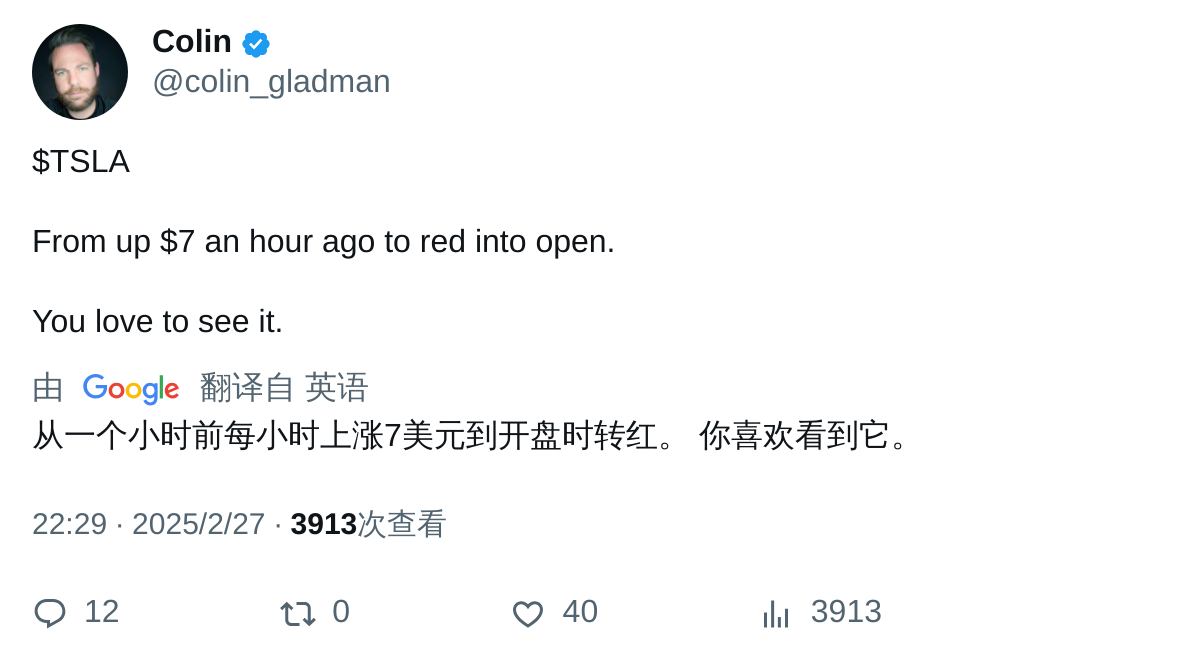 Colin
@colin_gladman
$TSLA
From up $7 an hour ago to red into open.
You love to see it.
由 Google 翻译自 英语
从一个小时前每小时上涨7美元到开盘时转红。 你喜欢看到它。
22:29 · 2025/2/27 · 3913次查看
12 0 40 3913